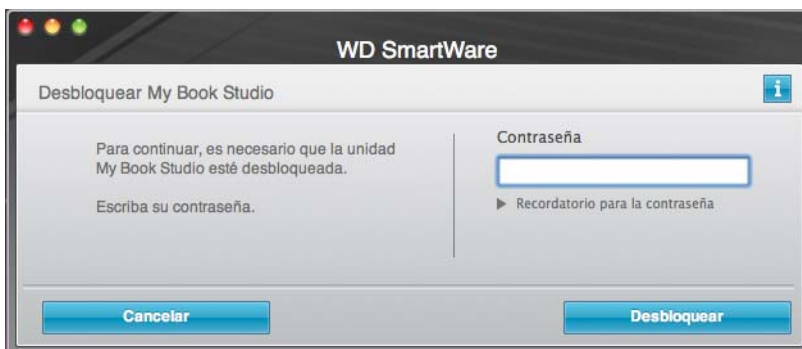 WD SmartWare
Desbloquear My Book Studio
i
Para continuar, es necesario que la unidad
My Book Studio esté desbloqueada.
Escriba su contraseña.
Contraseña
Recordatorio para la contraseña
Cancelar
Desbloquear